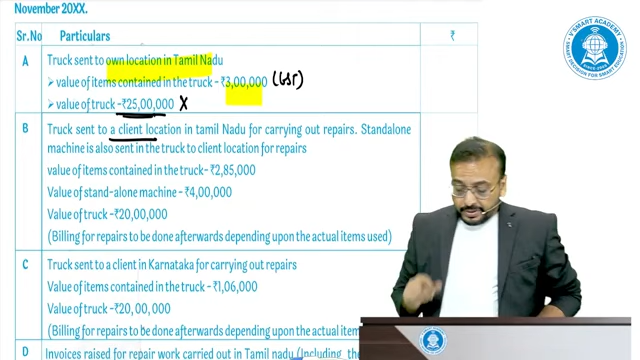 November 20XX.
Sr.No Particulars ₹
A Truck sent to own location in Tamil Nadu
➢ value of items contained in the truck - ₹3,00,000 (GST)
➢ value of truck - ₹25,00,000 X
B Truck sent to a client location in tamil Nadu for carrying out repairs. Standalone
machine is also sent in the truck to client location for repairs
value of items contained in the truck - ₹2,85,000
Value of stand-alone machine - ₹4,00,000
Value of truck - ₹20,00,000
(Billing for repairs to be done afterwards depending upon the actual items used)
C Truck sent to a client in Karnataka for carrying out repairs
Value of items contained in the truck - ₹1,06,000
Value of truck - ₹20,00,000
(Billing for repairs to be done afterwards depending upon the actual
D Invoices raised for repair work carried out in Tamil nadu (Including the
V SMART ACADEMY
SMART DECISION FOR SMART EDUCATION